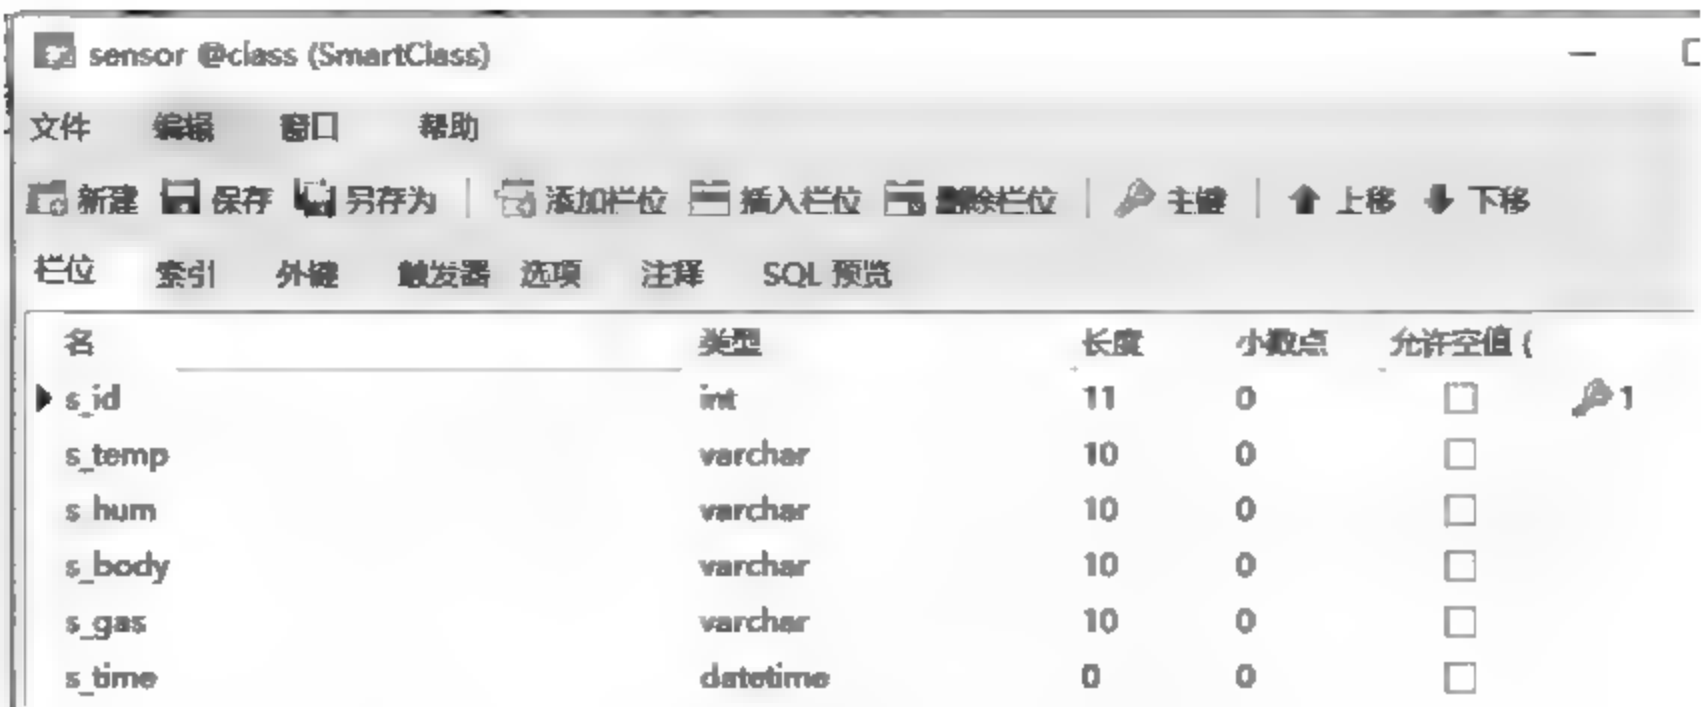 sensor @class (SmartClass)
文件 编辑 窗口 帮助
新建 保存 另存为 添加栏位 插入栏位 删除栏位 主键 上移 下移
栏位 索引 外键 触发器 选项 注释 SQL 预览
名 类型 长度 小数点 允许空值 (
s_id int 11 0 1
s_temp varchar 10 0
s_hum varchar 10 0
s_body varchar 10 0
s_gas varchar 10 0
s_time datetime 0 0